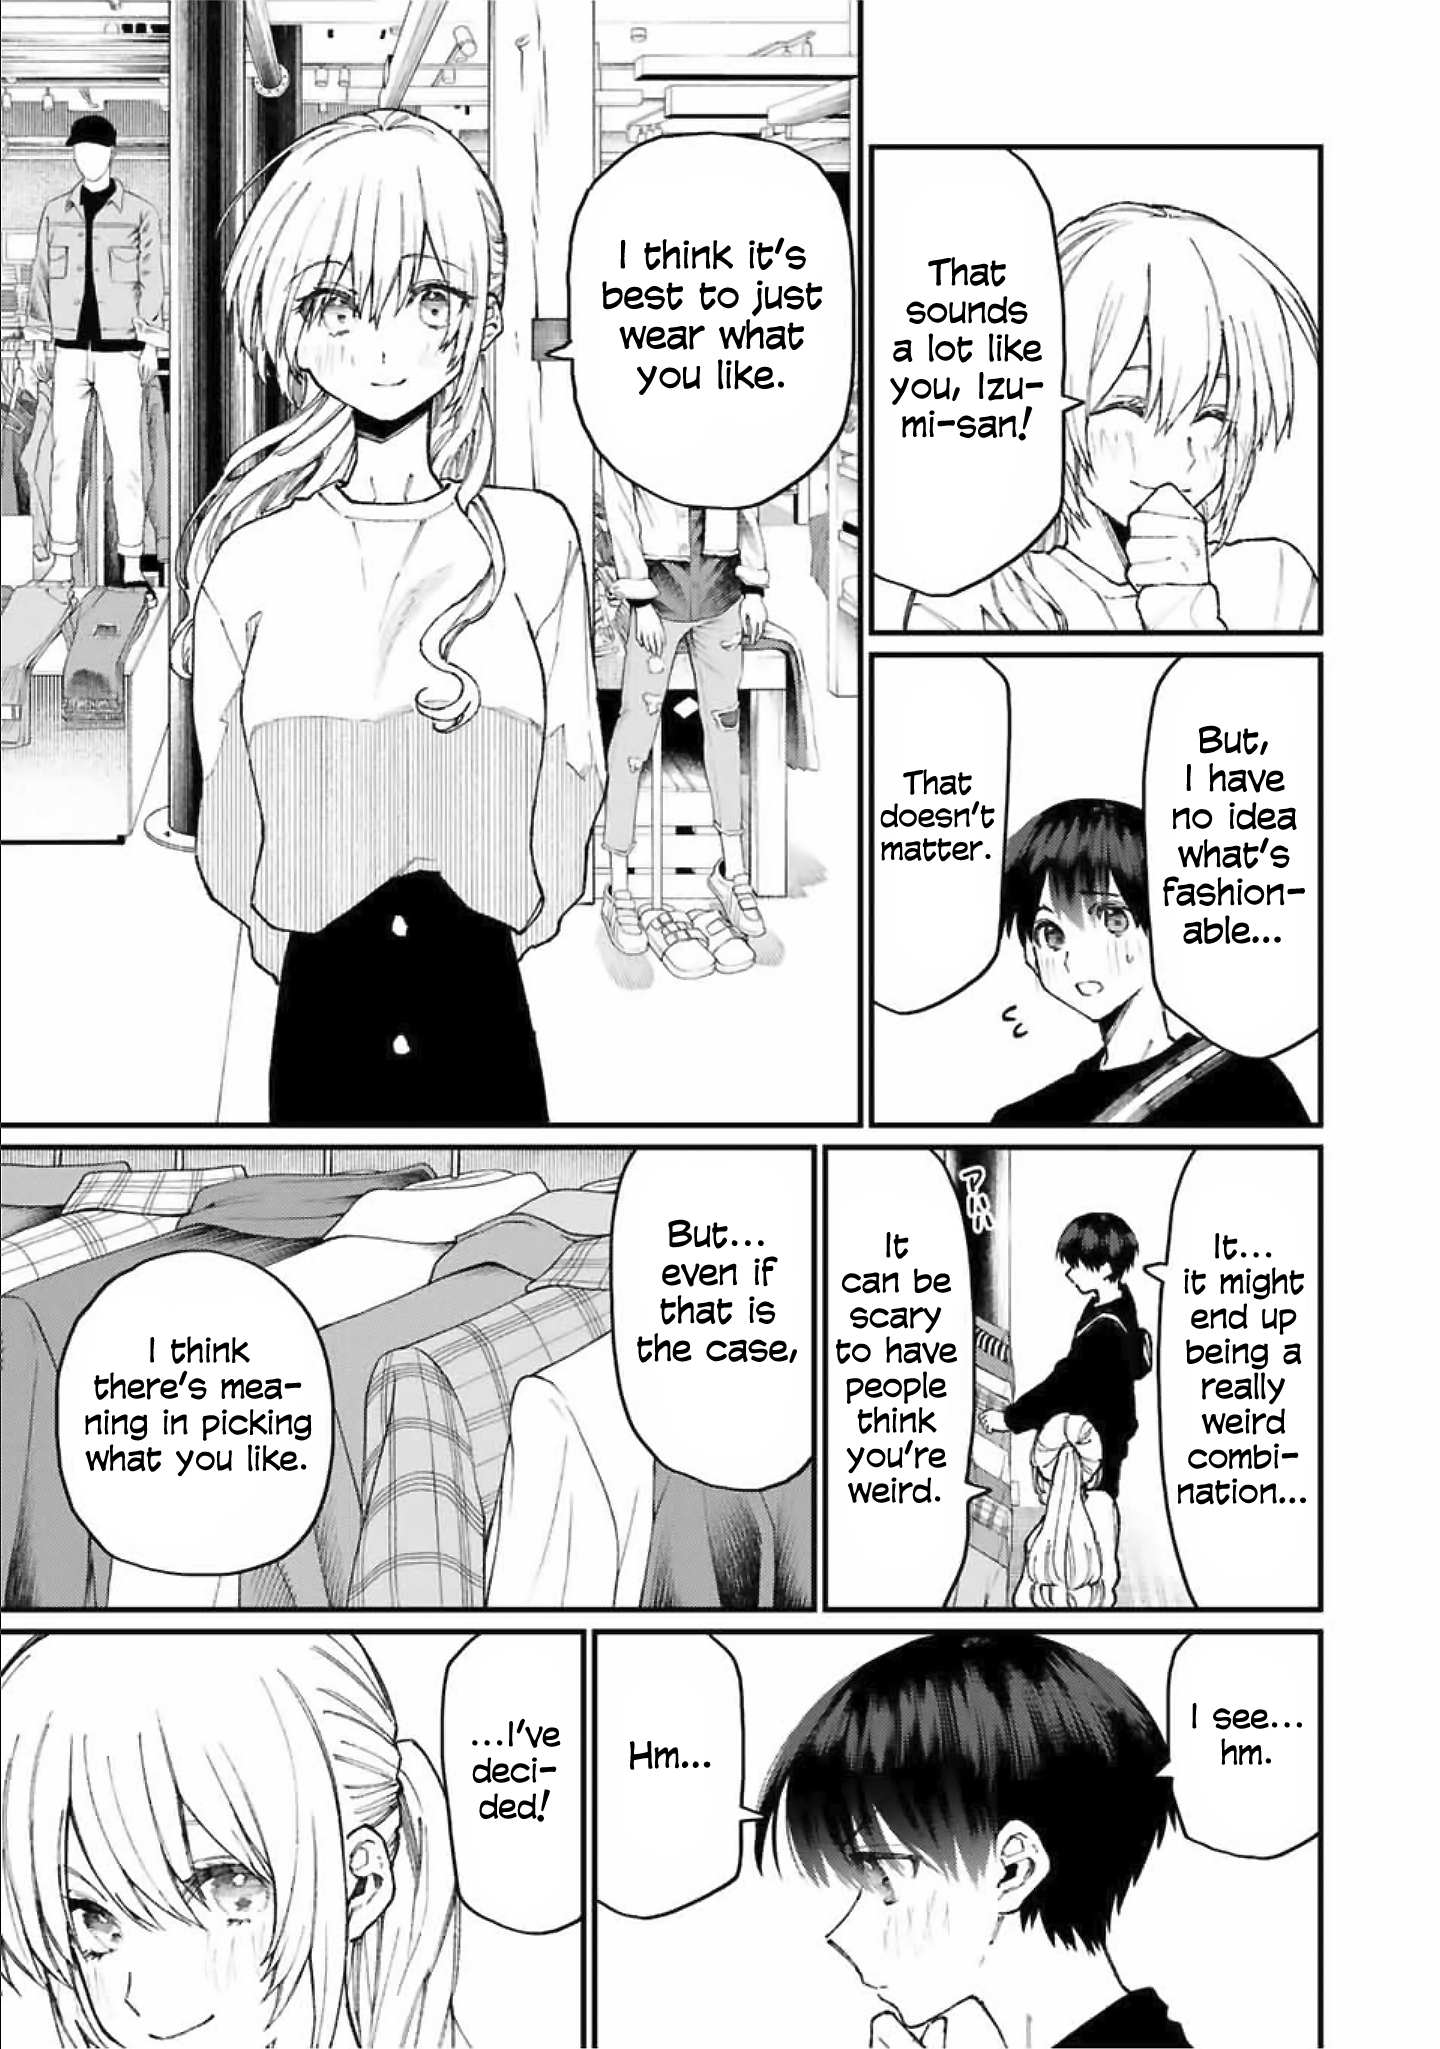 That
sounds
a lot like
you, Izu-
mi-san!
I think it's
best to just
wear what
you like.
But,
I have
no idea
what's
fashion-
able...
That
doesn't
matter.
It...
it might
end up
being a
really
weird
combi-
nation...
アハハ
It
can be
scary
to have
people
think
you're
weird.
But...
even if
that is
the case,
I think
there's mea-
ning in picking
what you like.
I see...
hm.
Hm...
...I've
deci-
ded!